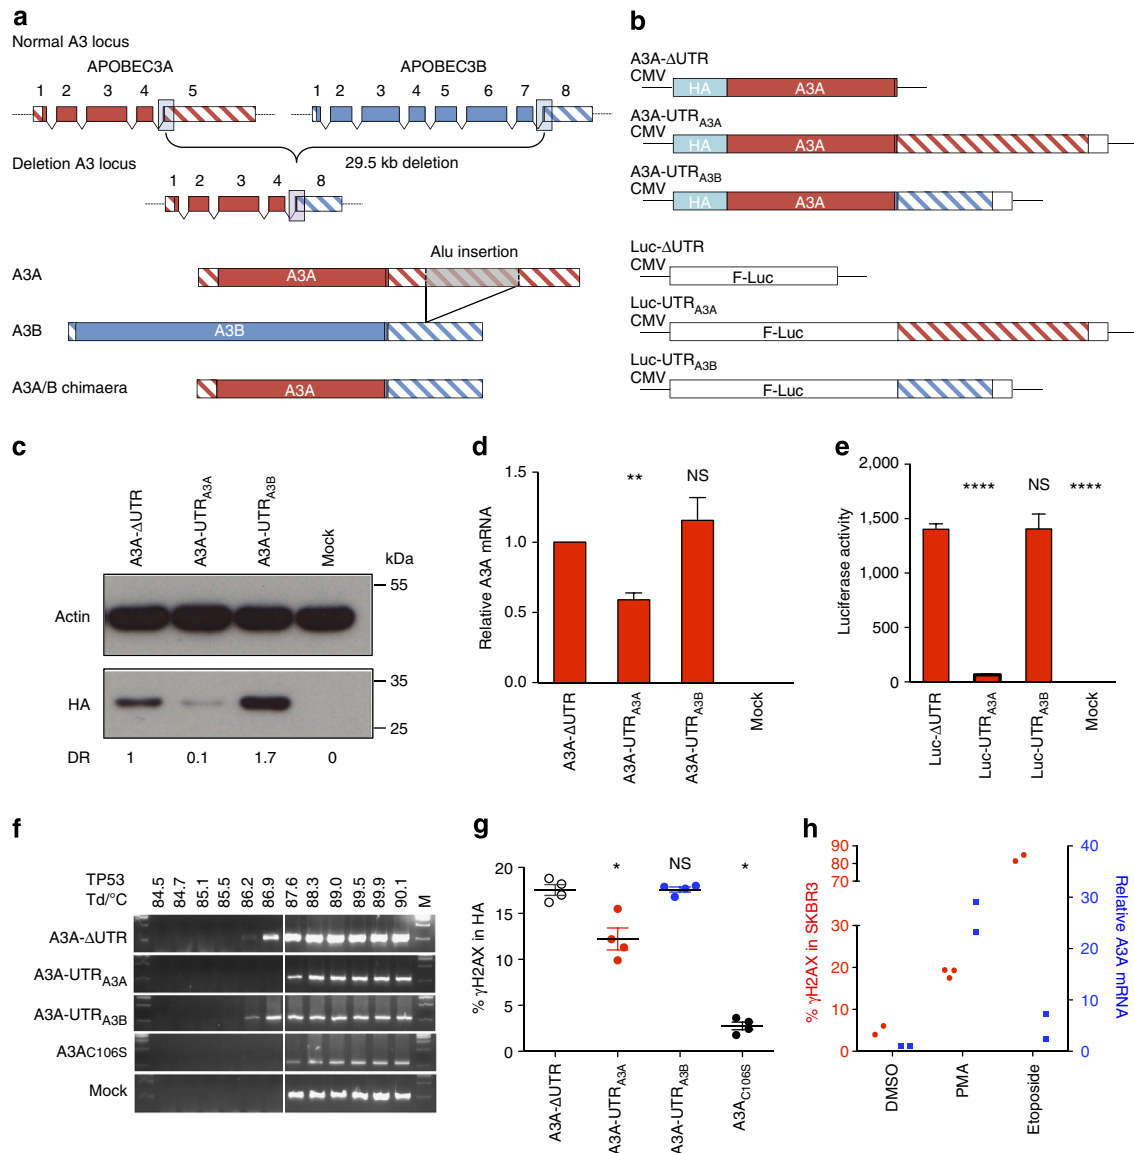 a
Normal A3 locus
APOBEC3A
APOBEC3B
1 2 3 4 5
1 2 3 4 5 6 7 8
Deletion A3 locus
29.5 kb deletion
1 2 3 4 8
Alu insertion
A3A
A3A
A3B
A3B
A3A/B chimaera
A3A
b
A3A-ΔUTR
CMV
HA
A3A
A3A-UTRA3A
CMV
HA
A3A
A3A-UTRA3B
CMV
HA
A3A
Luc-ΔUTR
CMV
F-Luc
Luc-UTRA3A
CMV
F-Luc
Luc-UTRA3B
CMV
F-Luc
c
A3A-ΔUTR
A3A-UTRA3A
A3A-UTRA3B
Mock
kDa
55
Actin
35
HA
25
DR 1 0.1 1.7 0
d
Relative A3A mRNA
1.5
1.0
0.5
0.0
**
NS
A3A-ΔUTR
A3A-UTRA3A
A3A-UTRA3B
Mock
e
Luciferase activity
2,000
1,500
1,000
500
0
****
NS
****
Luc-ΔUTR
Luc-UTRA3A
Luc-UTRA3B
Mock
f
TP53
Td/°C
84.5 84.7 85.1 85.5 86.2 86.9 87.6 88.3 89.0 89.5 89.9 90.1 M
A3A-ΔUTR
A3A-UTRA3A
A3A-UTRA3B
A3AC106S
Mock
g
% γH2AX in HA
20
15
10
5
0
*
NS
*
A3A-ΔUTR
A3A-UTRA3A
A3A-UTRA3B
A3AC106S
h
% γH2AX in SKBR3
90
80
70
30
20
10
0
Relative A3A mRNA
40
30
20
10
0
DMSO
PMA
Etoposide